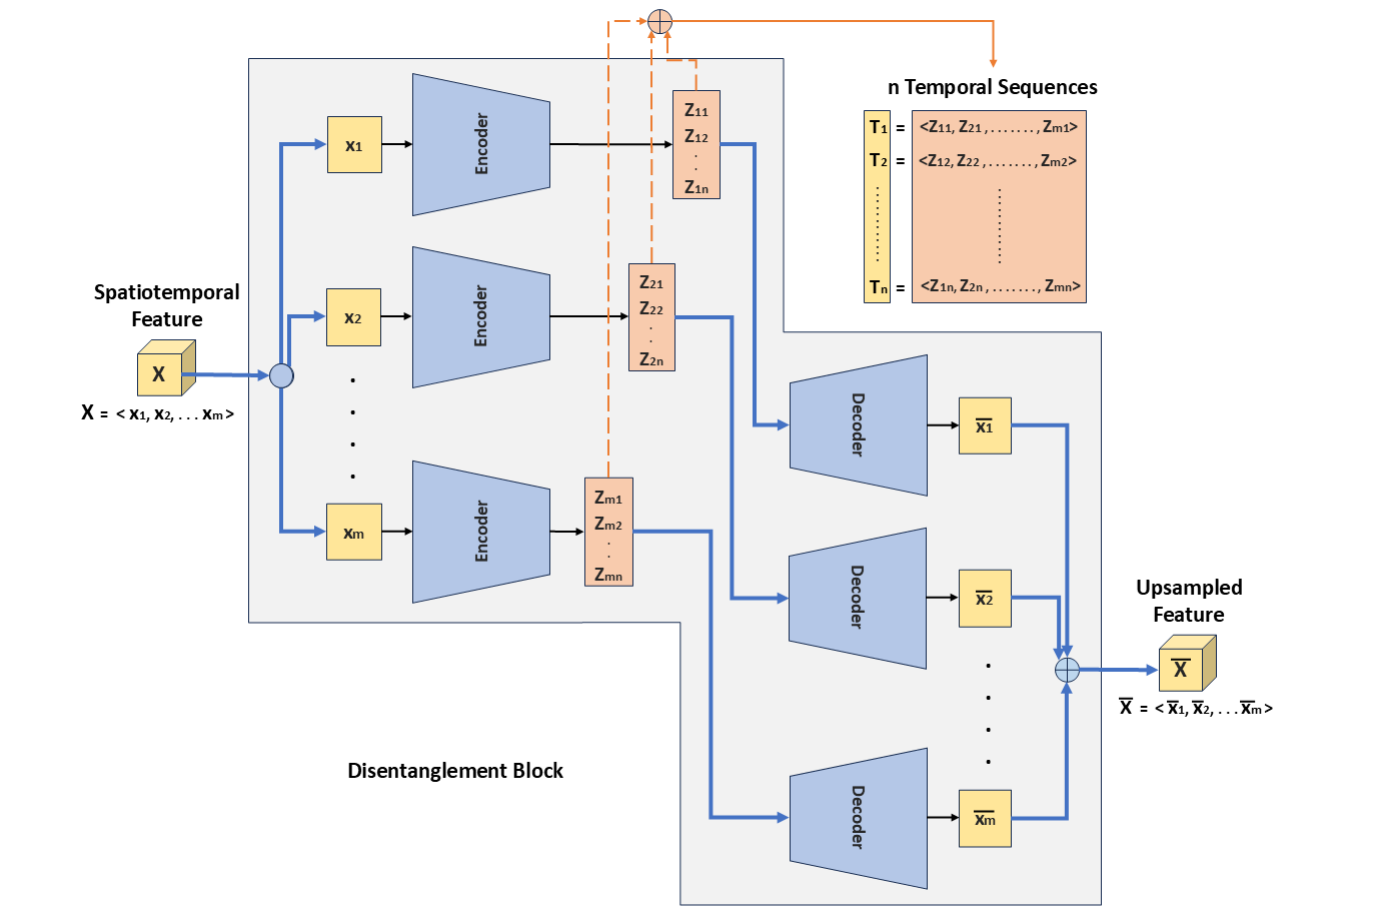 n Temporal Sequences
T1 = <Z11, Z21, . . . . . . ., Zm1>
T2 = <Z12, Z22, . . . . . . ., Zm2>
Tn = <Z1n, Z2n, . . . . . . ., Zmn>
x1
Encoder
Z11
Z12
Z1n
Spatiotemporal
Feature
X
X = < x1, x2, . . . xm >
x2
Encoder
Z21
Z22
Z2n
xm
Encoder
Zm1
Zm2
Zmn
Decoder
x̅1
Decoder
x̅2
Decoder
x̅m
Upsampled
Feature
X̅
X̅ = < x̅1, x̅2, . . . x̅m >
Disentanglement Block